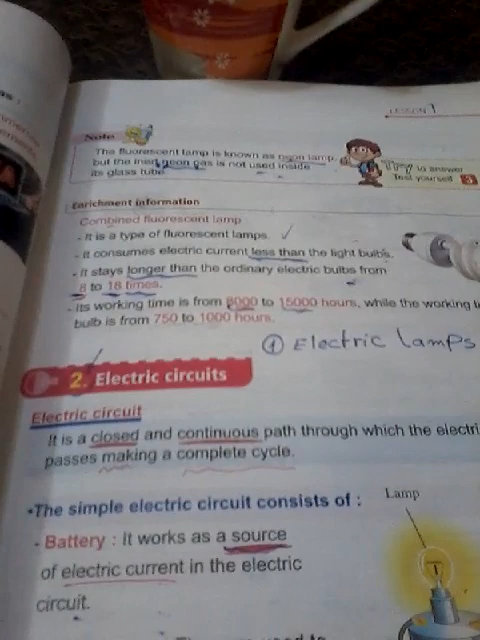 LESSON 1
Note
The fluorescent lamp is known as neon lamp,
but the inert neon gas is not used inside
its glass tube
Try to answer
Test yourself 3
Enrichment information
Combined fluorescent lamp
- It is a type of fluorescent lamps.
- It consumes electric current less than the light bulbs.
- It stays longer than the ordinary electric bulbs from
8 to 18 times.
- Its working time is from 8000 to 15000 hours, while the working
bulb is from 750 to 1000 hours.
① Electric lamps
2. Electric circuits
Electric circuit
It is a closed and continuous path through which the electri
passes making a complete cycle.
•The simple electric circuit consists of :
Lamp
- Battery : It works as a source
of electric current in the electric
circuit.